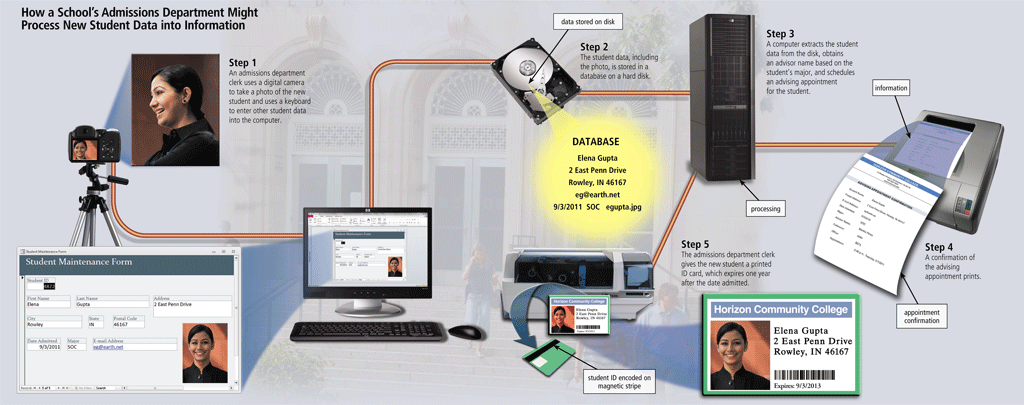 How a School's Admissions Department Might
Process New Student Data into Information
Step 1
An admissions department
clerk uses a digital camera
to take a photo of the new
student and uses a keyboard
to enter other student data
into the computer.
data stored on disk
Step 2
The student data, including
the photo, is stored in a
database on a hard disk.
Step 3
A computer extracts the student
data from the disk, obtains
an advisor name based on the
student's major, and schedules
an advising appointment
for the student.
information
DATABASE
Elena Gupta
2 East Penn Drive
Rowley, IN 46167
eg@earth.net
9/3/2011 SOC egupta.jpg
processing
Step 4
A confirmation of
the advising
appointment prints.
appointment
confirmation
Step 5
The admissions department clerk
gives the new student a printed
ID card, which expires one year
after the date admitted.
Student Maintenance Form
Student Maintenance Form
Student ID
First Name Last Name Address
Elena Gupta 2 East Penn Drive
City State Postal Code
Rowley IN 46167
Date Admitted Major E-mail Address
9/3/2011 SOC eg@earth.net
Horizon Community College
Elena Gupta
2 East Penn Drive
Rowley, IN 46167
student ID encoded on
magnetic stripe
Horizon Community College
Elena Gupta
2 East Penn Drive
Rowley, IN 46167
Expires: 9/3/2013